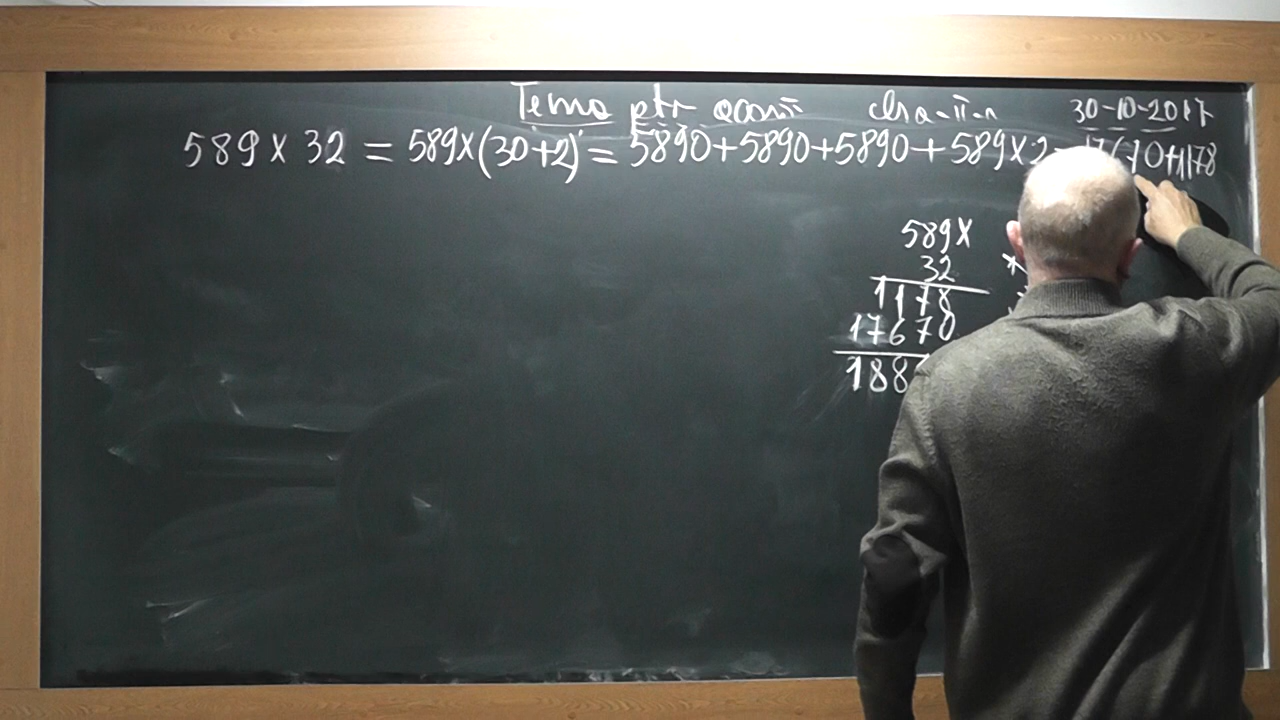 Tema ptr acasă 30-10-2017
589 x 32 = 589x(30+2) = 5890+5890+5890+589x2 = 17670+1178
589x
32
1178
17670
188